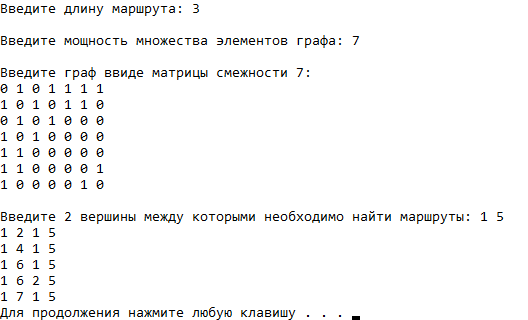 Введите длину маршрута: 3
Введите мощность множества элементов графа: 7
Введите граф ввиде матрицы смежности 7:
0 1 0 1 1 1 1
1 0 1 0 1 1 0
0 1 0 1 0 0 0
1 0 1 0 0 0 0
1 1 0 0 0 0 0
1 1 0 0 0 0 1
1 0 0 0 0 1 0
Введите 2 вершины между которыми необходимо найти маршруты: 1 5
1 2 1 5
1 4 1 5
1 6 1 5
1 6 2 5
1 7 1 5
Для продолжения нажмите любую клавишу . . .